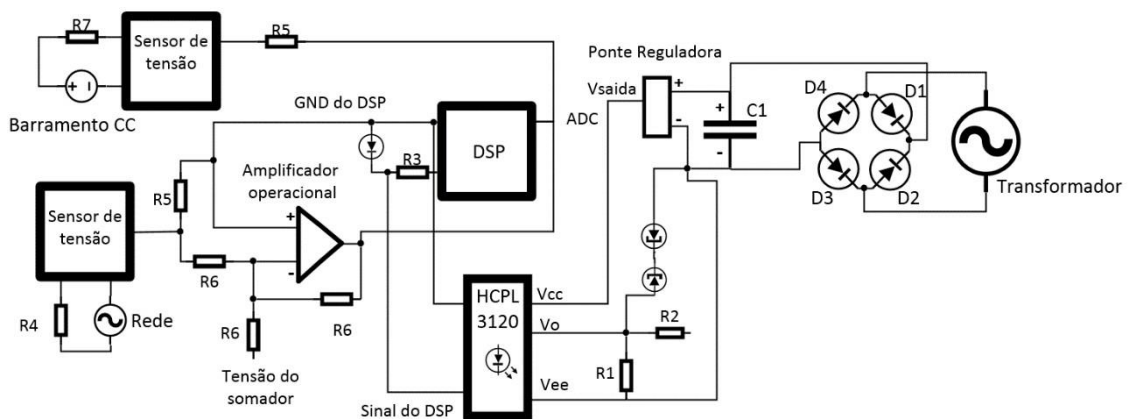 R7
Sensor de
tensão
R5
+
-
Barramento CC
Ponte Reguladora
Vsaida
+
-
+
-
C1
D4
D1
D3
D2
Transformador
GND do DSP
ADC
R3
DSP
Amplificador
operacional
R5
Sensor de
tensão
+
-
R6
R6
R6
R4
Rede
Tensão do
somador
Sinal do DSP
HCPL
3120
Vcc
Vo
Vee
R2
R1